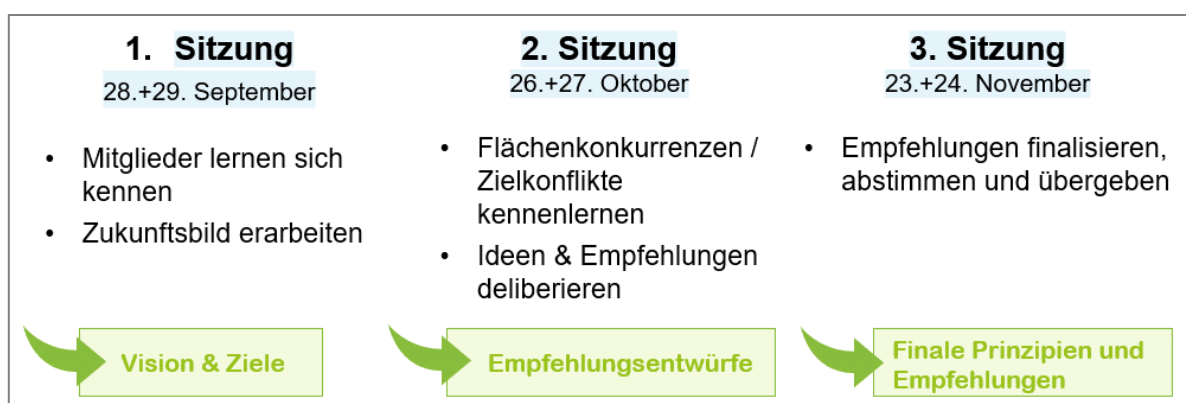 1. Sitzung
28.+29. September
• Mitglieder lernen sich
kennen
• Zukunftsbild erarbeiten
Vision & Ziele
2. Sitzung
26.+27. Oktober
• Flächenkonkurrenzen /
Zielkonflikte
kennenlernen
• Ideen & Empfehlungen
deliberieren
Empfehlungsentwürfe
3. Sitzung
23.+24. November
• Empfehlungen finalisieren,
abstimmen und übergeben
Finale Prinzipien und
Empfehlungen